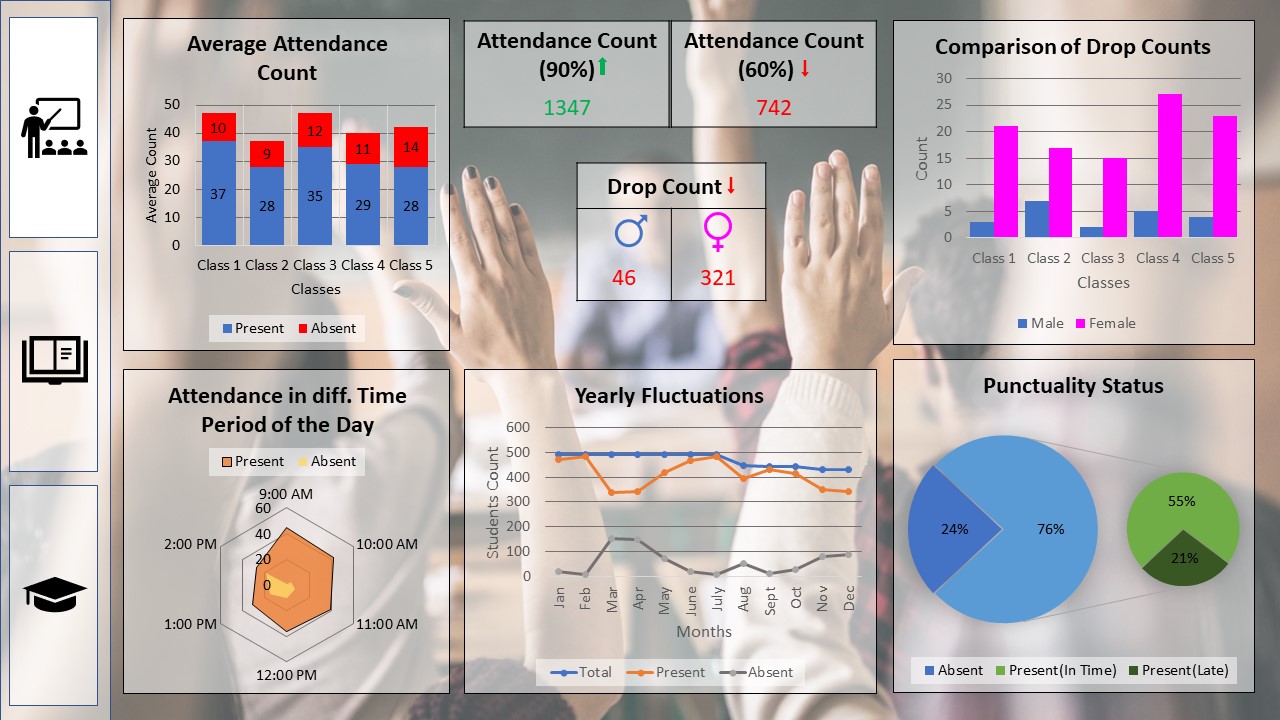 Average Attendance
Count
50
40
30
20
10
0
Average Count
10
9
12
11
14
37
28
35
29
28
Class 1 Class 2 Class 3 Class 4 Class 5
Classes
Present Absent
Attendance Count
(90%)
1347
Attendance Count
(60%)
742
Drop Count
46
321
Comparison of Drop Counts
30
25
20
15
10
5
0
Count
Class 1 Class 2 Class 3 Class 4 Class 5
Classes
Male Female
Attendance in diff. Time
Period of the Day
Present Absent
9:00 AM
60
40
20
0
10:00 AM
11:00 AM
12:00 PM
1:00 PM
2:00 PM
Yearly Fluctuations
600
500
400
300
200
100
0
Students Count
Jan Feb Mar Apr May June July Aug Sept Oct Nov Dec
Months
Total Present Absent
Punctuality Status
24%
76%
55%
21%
Absent Present(In Time) Present(Late)